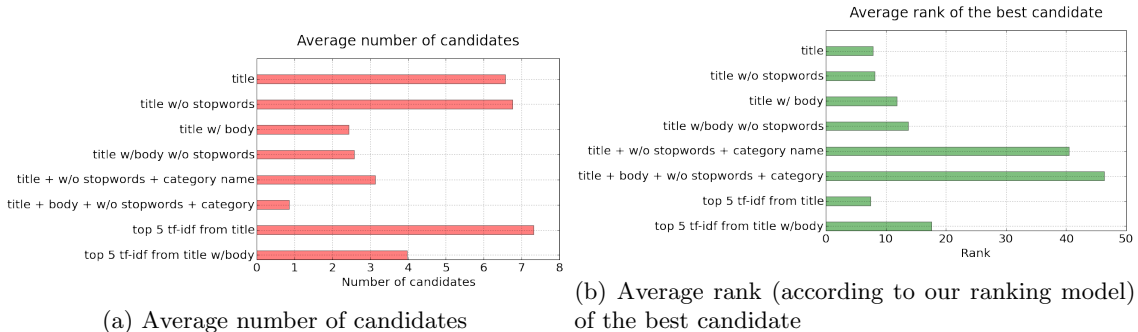 Average number of candidates
title
title w/o stopwords
title w/ body
title w/body w/o stopwords
title + w/o stopwords + category name
title + body + w/o stopwords + category
top 5 tf-idf from title
top 5 tf-idf from title w/body
0 1 2 3 4 5 6 7 8
Number of candidates
(a) Average number of candidates
Average rank of the best candidate
title
title w/o stopwords
title w/ body
title w/body w/o stopwords
title + w/o stopwords + category name
title + body + w/o stopwords + category
top 5 tf-idf from title
top 5 tf-idf from title w/body
0 10 20 30 40 50
Rank
(b) Average rank (according to our ranking model)
of the best candidate